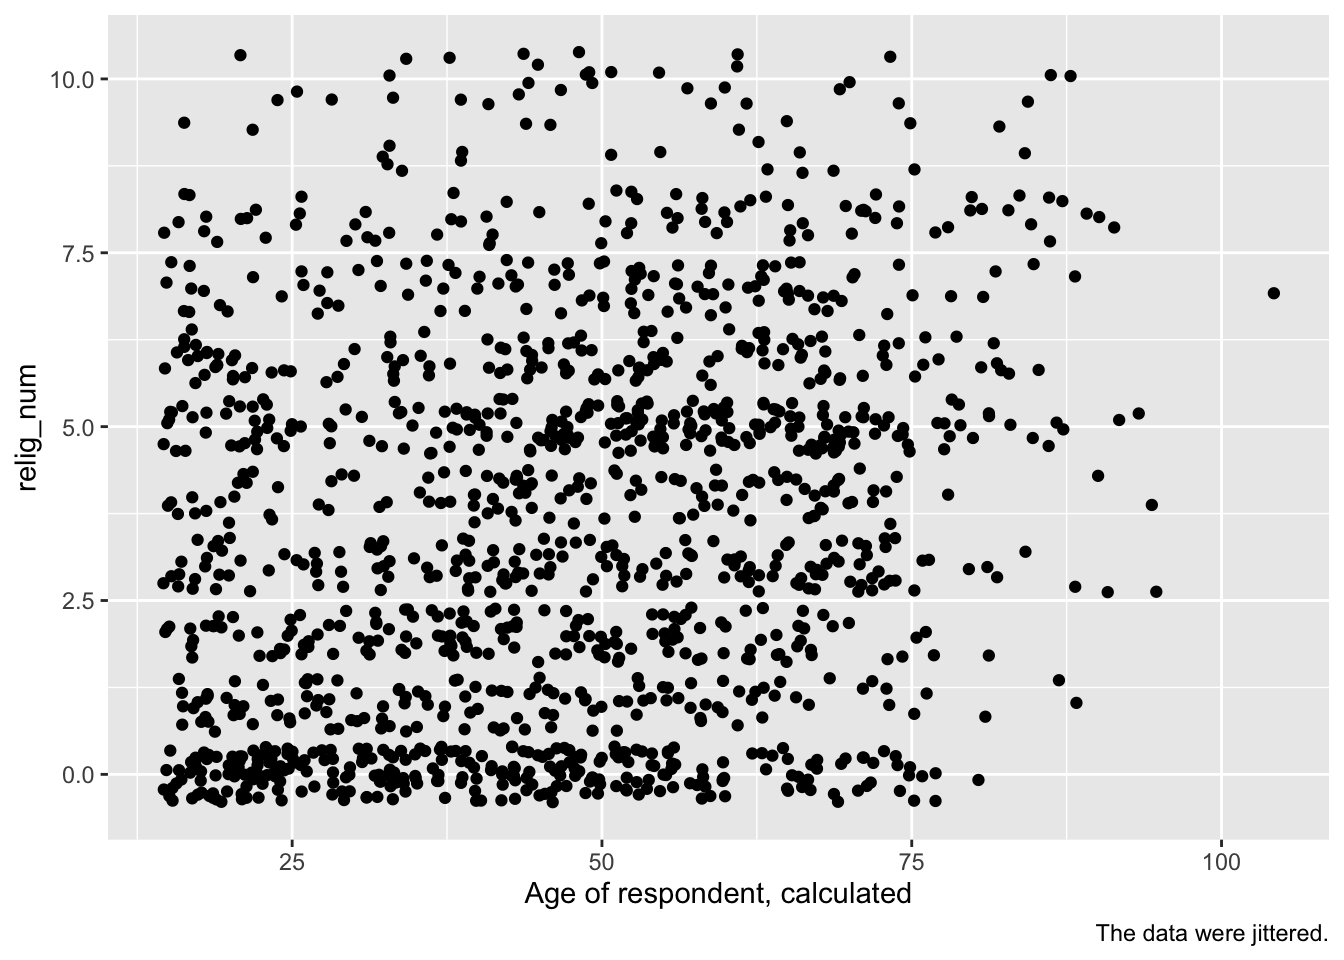 10.0
7.5
5.0
2.5
0.0
relig_num
25 50 75 100
Age of respondent, calculated
The data were jittered.